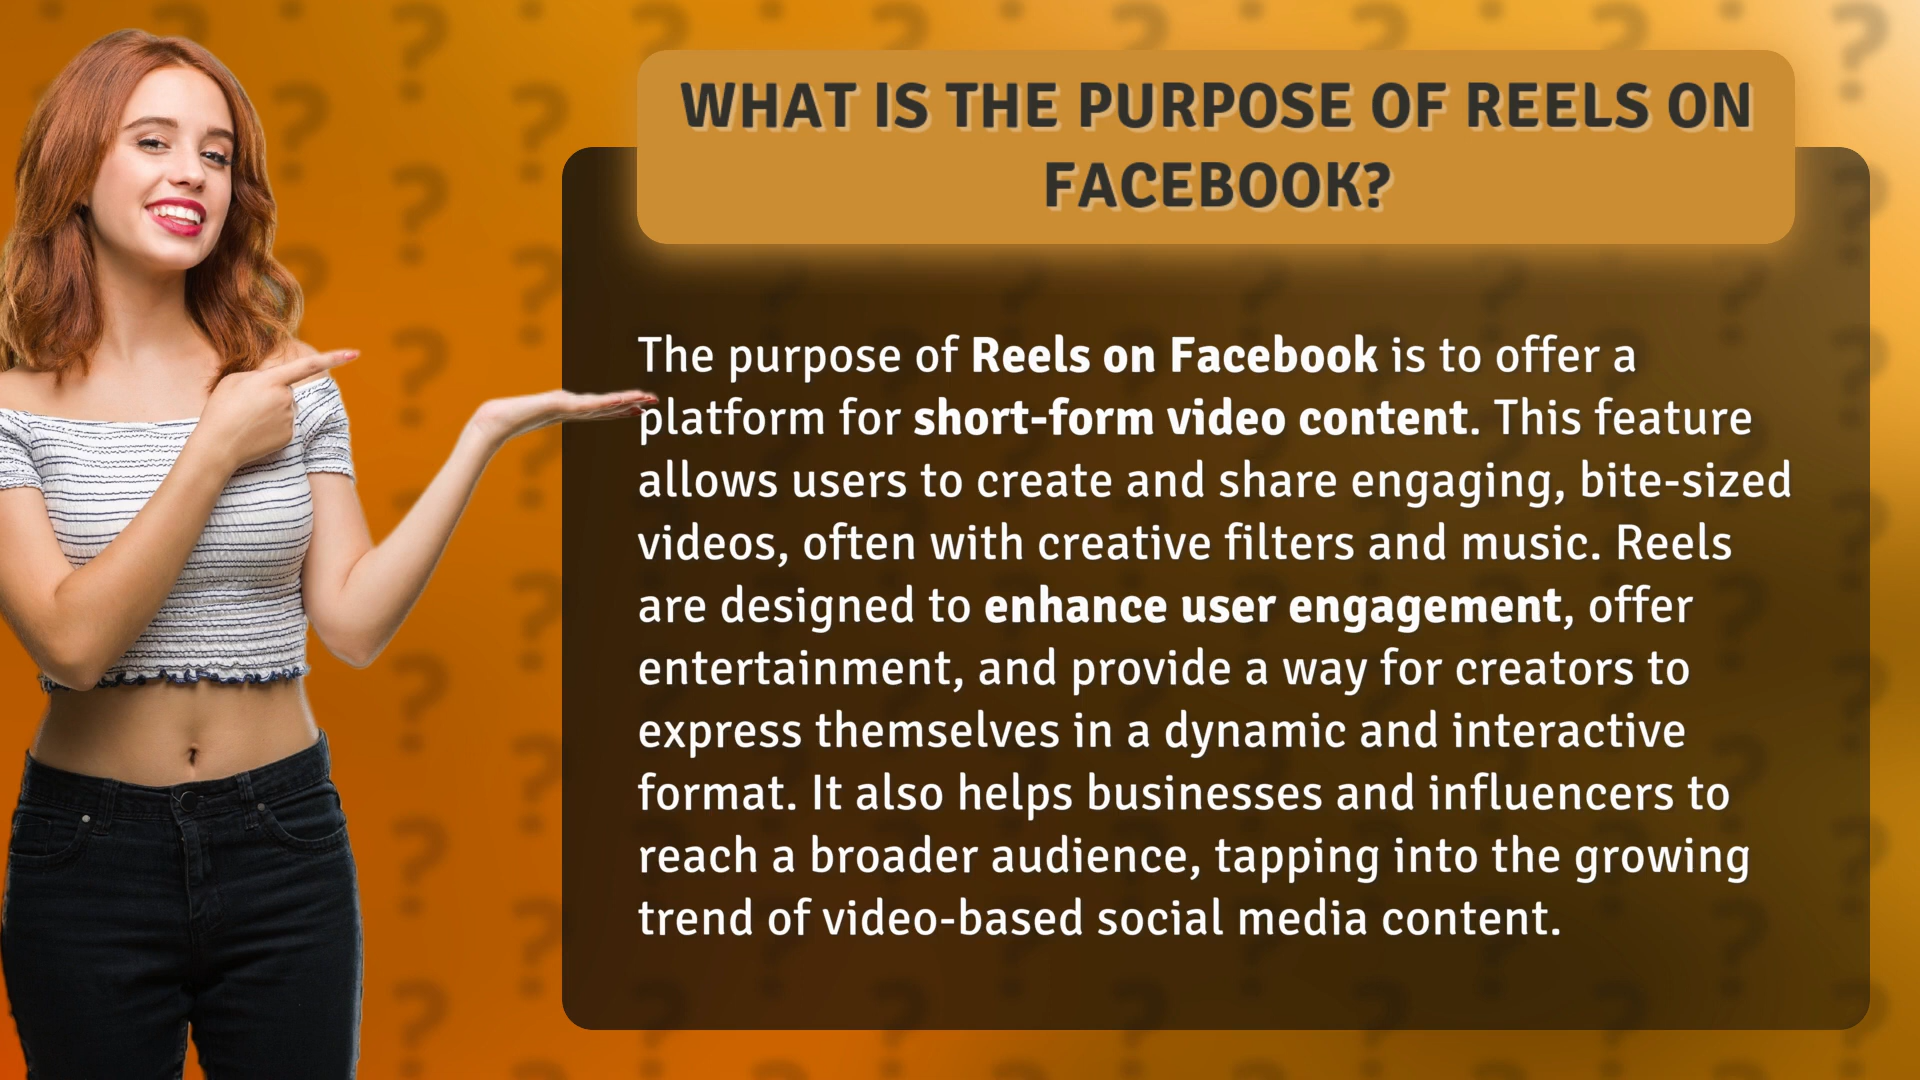 WHAT IS THE PURPOSE OF REELS ON
FACEBOOK?
The purpose of Reels on Facebook is to offer a
platform for short-form video content. This feature
allows users to create and share engaging, bite-sized
videos, often with creative filters and music. Reels
are designed to enhance user engagement, offer
entertainment, and provide a way for creators to
express themselves in a dynamic and interactive
format. It also helps businesses and influencers to
reach a broader audience, tapping into the growing
trend of video-based social media content.